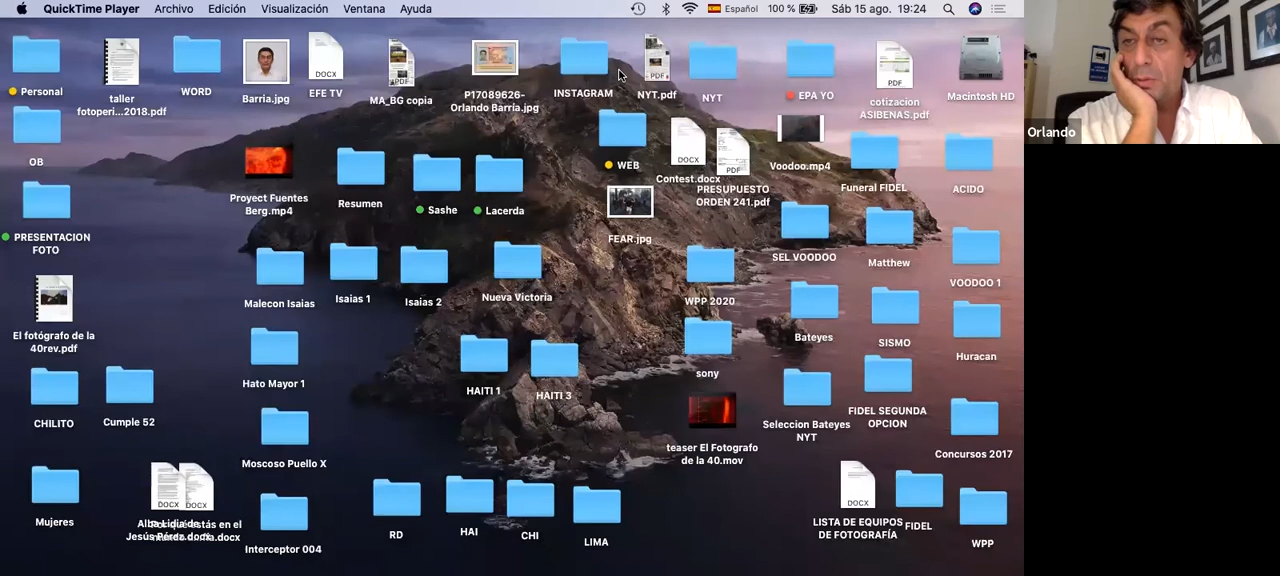 QuickTime Player Archivo Edición Visualización Ventana Ayuda Español 100 % Sáb 15 ago. 19:24
Personal
taller
fotoperi...2018.pdf
WORD
Barria.jpg
DOCX
EFE TV
MA_BG copia
P17089626-
Orlando Barría.jpg
INSTAGRAM
PDF
NYT.pdf
NYT
EPA YO
PDF
cotizacion
ASIBENAS.pdf
Macintosh HD
Orlando
OB
Proyect Fuentes
Berg.mp4
Resumen
Sashe
Lacerda
WEB
DOCX
Contest.docx
PDF
PRESUPUESTO
ORDEN 241.pdf
Voodoo.mp4
Funeral FIDEL
ACIDO
PRESENTACION
FOTO
FEAR.jpg
SEL VOODOO
Matthew
VOODOO 1
Malecon Isaias
Isaias 1
Isaias 2
Nueva Victoria
WPP 2020
El fotógrafo de la
40rev.pdf
Bateyes
SISMO
Huracan
Hato Mayor 1
HAITI 1
HAITI 3
sony
CHILITO
Cumple 52
Seleccion Bateyes
NYT
FIDEL SEGUNDA
OPCION
Concursos 2017
Moscoso Puello X
teaser El Fotografo
de la 40.mov
Mujeres
DOCX
DOCX
Interceptor 004
RD
HAI
CHI
LIMA
DOCX
LISTA DE EQUIPOS
DE FOTOGRAFÍA
FIDEL
WPP